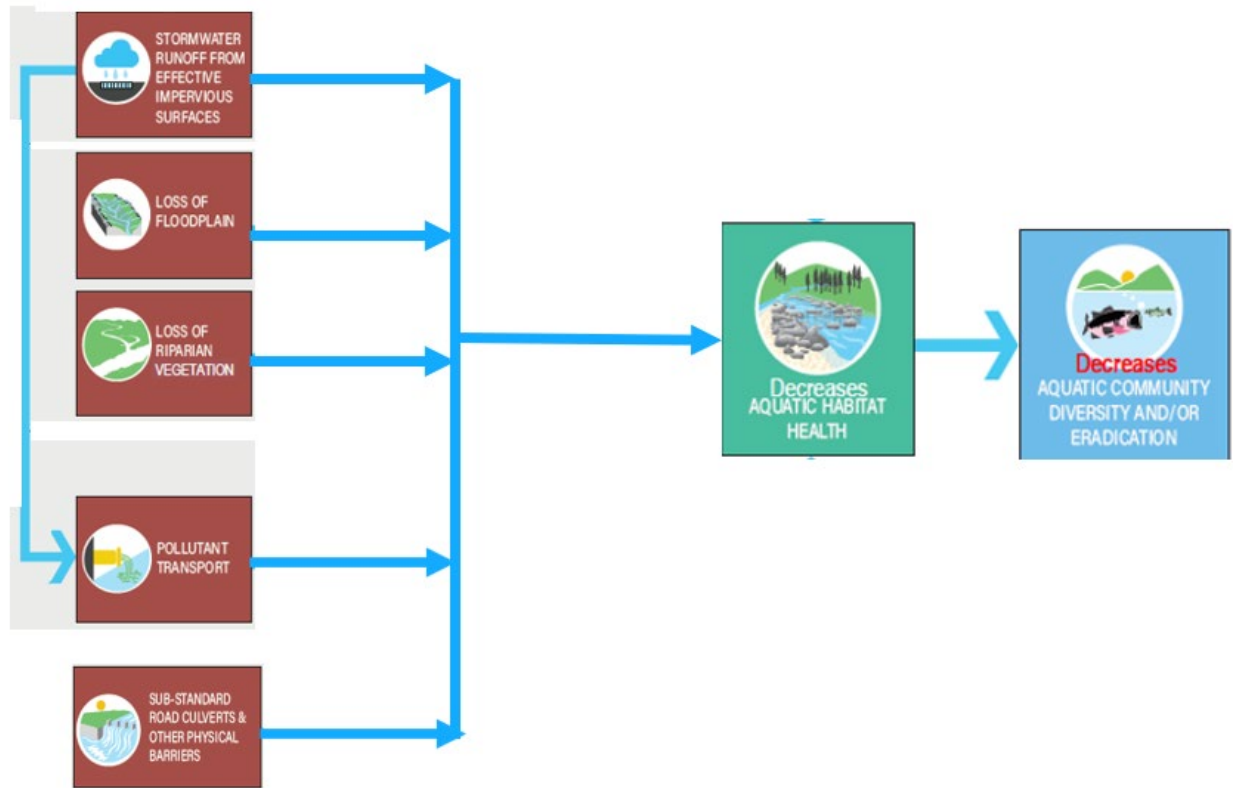 STORMWATER
RUNOFF FROM
EFFECTIVE
IMPERVIOUS
SURFACES
LOSS OF
FLOODPLAIN
LOSS OF
RIPARIAN
VEGETATION
POLLUTANT
TRANSPORT
SUB-STANDARD
ROAD CULVERTS &
OTHER PHYSICAL
BARRIERS
Decreases
AQUATIC HABITAT
HEALTH
Decreases
AQUATIC COMMUNITY
DIVERSITY AND/OR
ERADICATION